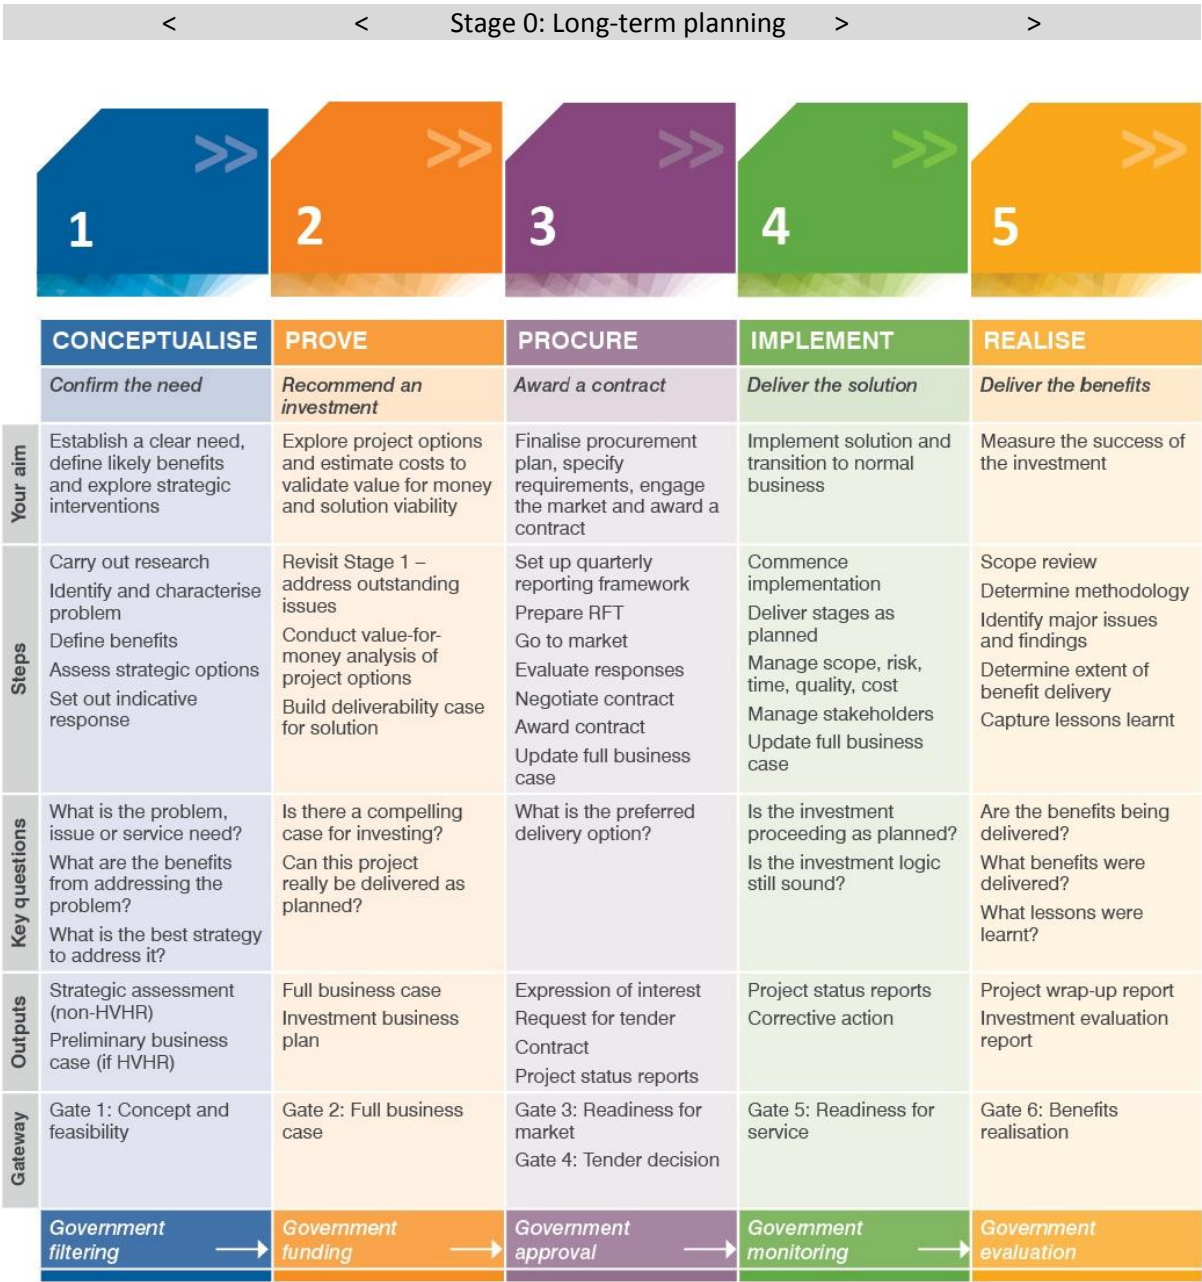 < < Stage 0: Long-term planning > >
>> >> >> >> >>
1 2 3 4 5
CONCEPTUALISE
PROVE
PROCURE
IMPLEMENT
REALISE
Confirm the need
Recommend an
investment
Award a contract
Deliver the solution
Deliver the benefits
Your aim
Establish a clear need,
define likely benefits
and explore strategic
interventions
Explore project options
and estimate costs to
validate value for money
and solution viability
Finalise procurement
plan, specify
requirements, engage
the market and award a
contract
Implement solution and
transition to normal
business
Measure the success of
the investment
Steps
Carry out research
Identify and characterise
problem
Define benefits
Assess strategic options
Set out indicative
response
Revisit Stage 1 –
address outstanding
issues
Conduct value-for-
money analysis of
project options
Build deliverability case
for solution
Set up quarterly
reporting framework
Prepare RFT
Go to market
Evaluate responses
Negotiate contract
Award contract
Update full business
case
Commence
implementation
Deliver stages as
planned
Manage scope, risk,
time, quality, cost
Manage stakeholders
Update full business
case
Scope review
Determine methodology
Identify major issues
and findings
Determine extent of
benefit delivery
Capture lessons learnt
Key questions
What is the problem,
issue or service need?
What are the benefits
from addressing the
problem?
What is the best strategy
to address it?
Is there a compelling
case for investing?
Can this project
really be delivered as
planned?
What is the preferred
delivery option?
Is the investment
proceeding as planned?
Is the investment logic
still sound?
Are the benefits being
delivered?
What benefits were
delivered?
What lessons were
learnt?
Outputs
Strategic assessment
(non-HVHR)
Preliminary business
case (if HVHR)
Full business case
Investment business
plan
Expression of interest
Request for tender
Contract
Project status reports
Project status reports
Corrective action
Project wrap-up report
Investment evaluation
report
Gateway
Gate 1: Concept and
feasibility
Gate 2: Full business
case
Gate 3: Readiness for
market
Gate 4: Tender decision
Gate 5: Readiness for
service
Gate 6: Benefits
realisation
Government
filtering
Government
funding
Government
approval
Government
monitoring
Government
evaluation